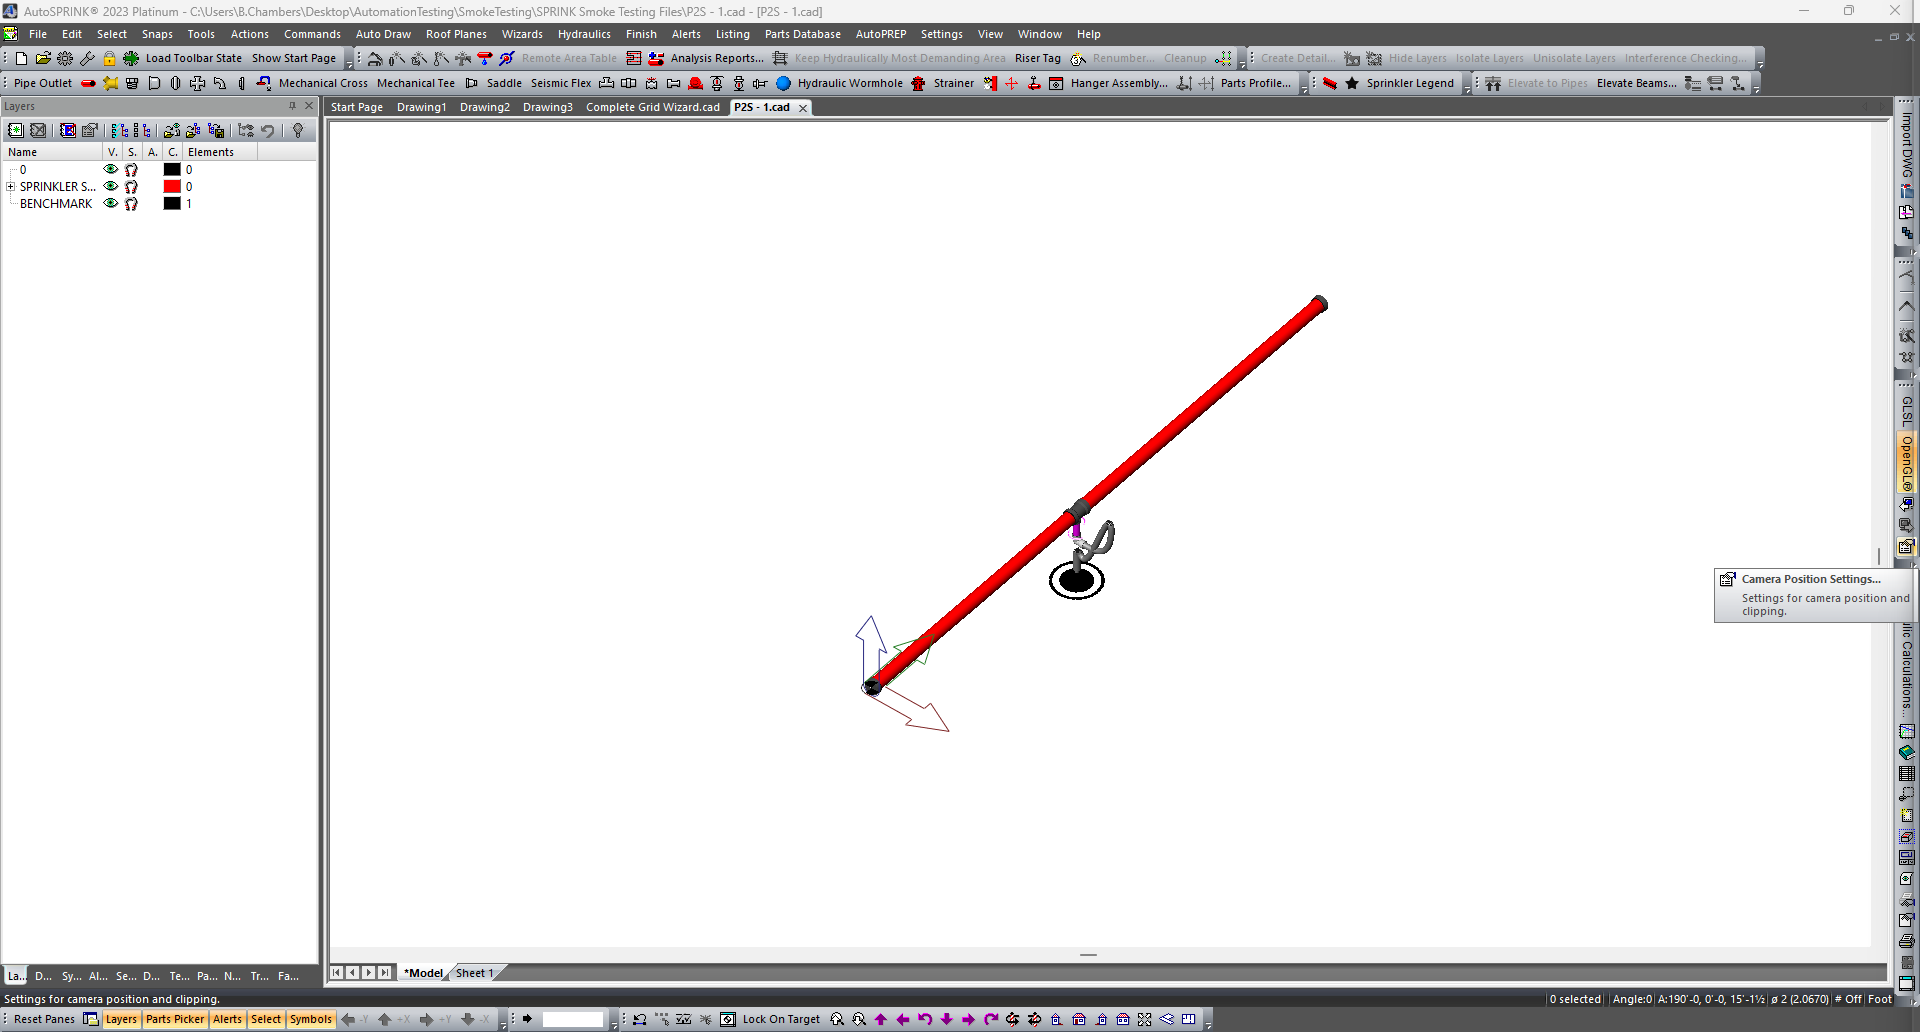 AutoSPRINK® 2023 Platinum - C:\Users\B.Chambers\Desktop\AutomationTesting\SmokeTesting\SPRINK Smoke Testing Files\P2S - 1.cad - [P2S - 1.cad]
File Edit Select Snaps Tools Actions Commands Auto Draw Roof Planes Wizards Hydraulics Finish Alerts Listing Parts Database AutoPREP Settings View Window Help
Load Toolbar State Show Start Page Remote Area Table Analysis Reports... Keep Hydraulically Most Demanding Area Riser Tag Renumber... Cleanup Create Detail... Hide Layers Isolate Layers Unisolate Layers Interference Checking...
Pipe Outlet Mechanical Cross Mechanical Tee Saddle Seismic Flex Hydraulic Wormhole Strainer Hanger Assembly... Parts Profile... Sprinkler Legend Elevate to Pipes Elevate Beams...
Layers
Start Page Drawing1 Drawing2 Drawing3 Complete Grid Wizard.cad P2S - 1.cad
Import DWG
Name V. S. A. C. Elements
0 0
SPRINKLER S... 0
BENCHMARK 1
GLSL
OpenGL®
Camera Position Settings...
Settings for camera position and
clipping.
lic Calculations...
La... D... Sy... Al... Se... D... Te... Pa... N... Tr... Fa...
*Model Sheet 1
Settings for camera position and clipping.
0 selected Angle:0 A:190'-0, 0'-0, 15'-1½ ø 2 (2.0670) # Off Foot
Reset Panes Layers Parts Picker Alerts Select Symbols -Y +X +Y -X Lock On Target